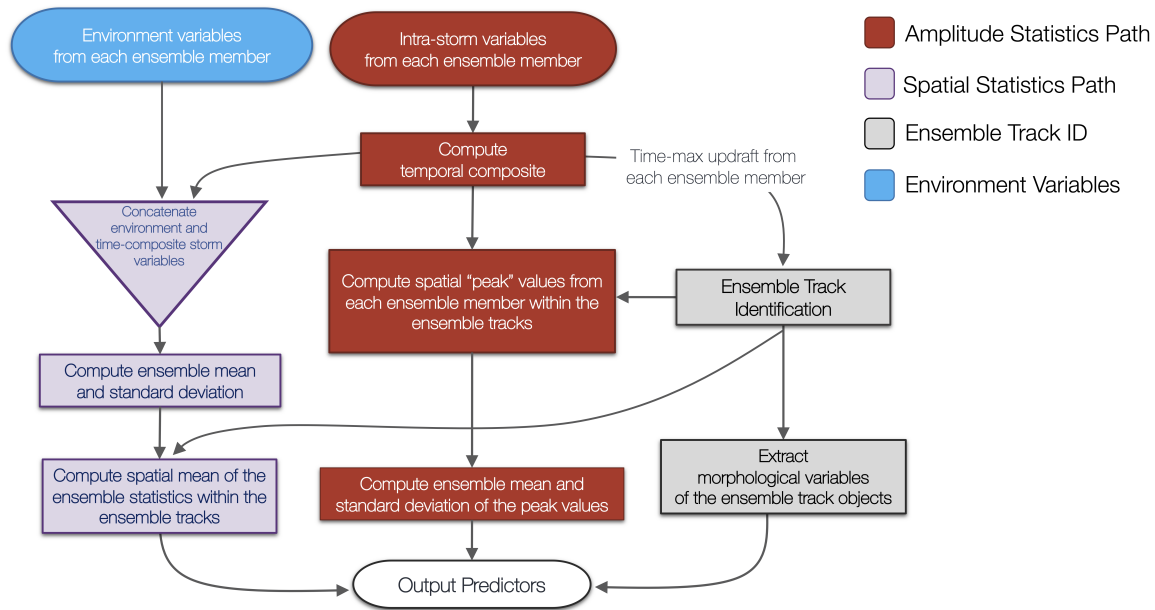 Environment variables
from each ensemble member
Intra-storm variables
from each ensemble member
Amplitude Statistics Path
Spatial Statistics Path
Ensemble Track ID
Environment Variables
Compute
temporal composite
Time-max updraft from
each ensemble member
Concatenate
environment and
time-composite storm
variables
Compute spatial “peak” values from
each ensemble member within the
ensemble tracks
Ensemble Track
Identification
Compute ensemble mean
and standard deviation
Compute spatial mean of the
ensemble statistics within the
ensemble tracks
Compute ensemble mean and
standard deviation of the peak values
Extract
morphological variables
of the ensemble track objects
Output Predictors